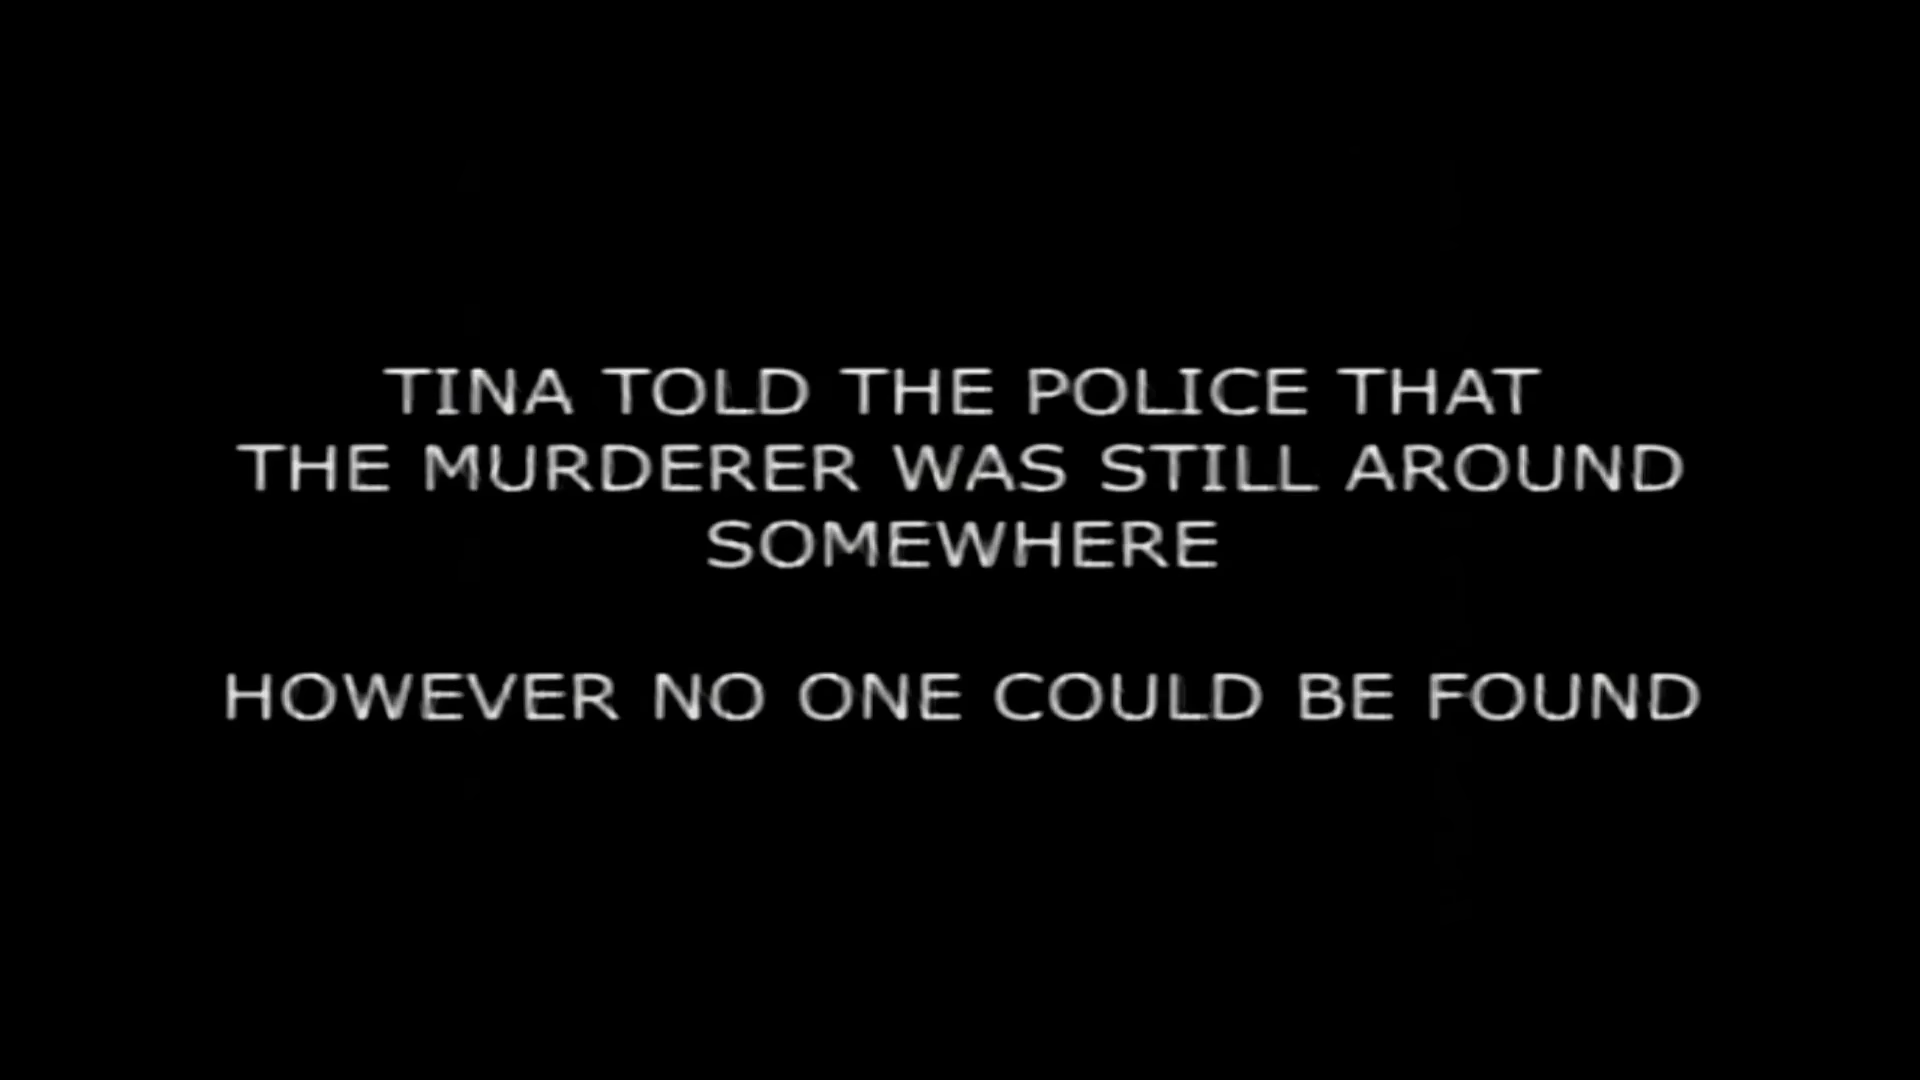 TINA TOLD THE POLICE THAT
THE MURDERER WAS STILL AROUND
SOMEWHERE
HOWEVER NO ONE COULD BE FOUND